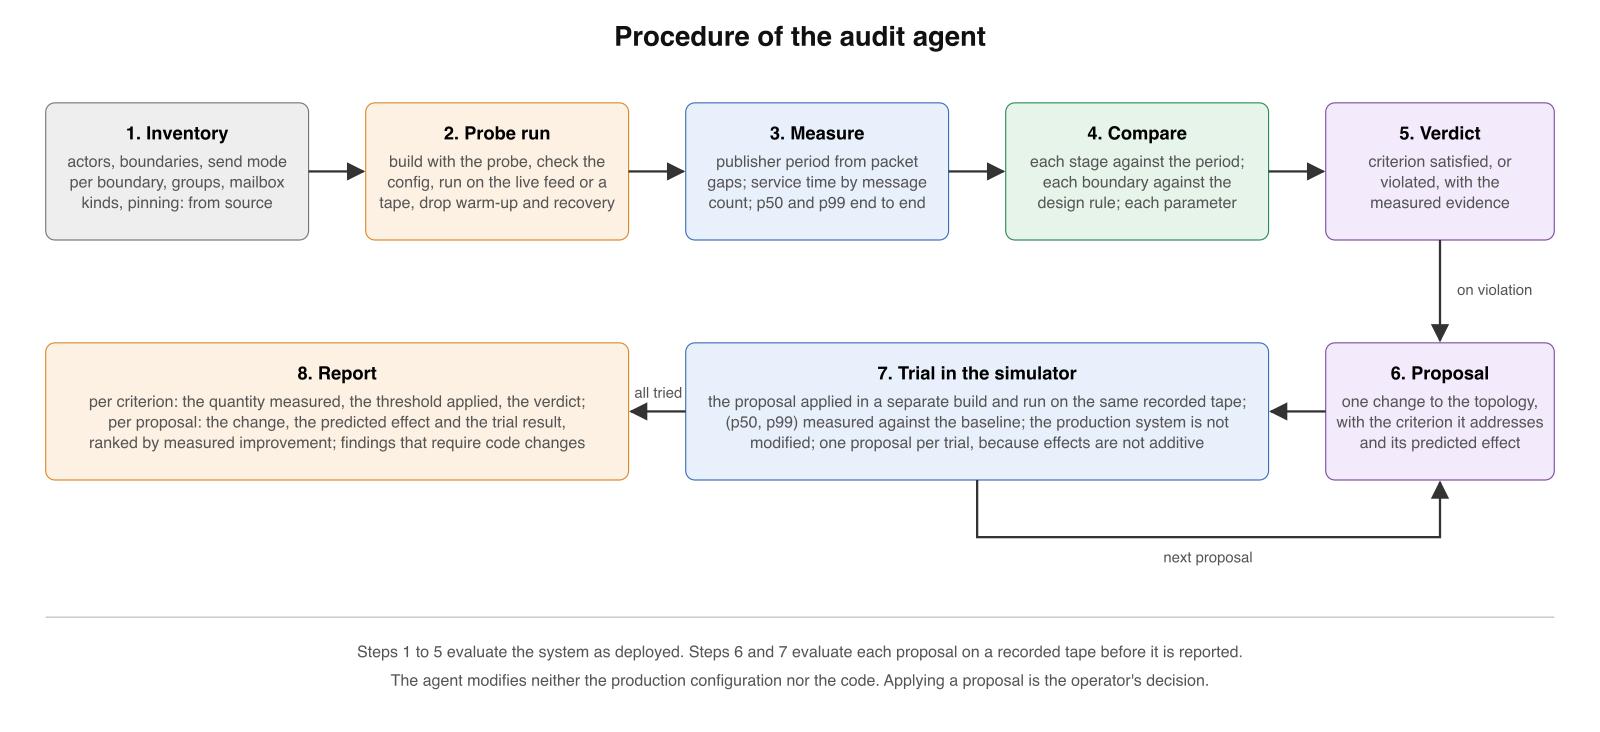 Procedure of the audit agent
1. Inventory
actors, boundaries, send mode
per boundary, groups, mailbox
kinds, pinning: from source
2. Probe run
build with the probe, check the
config, run on the live feed or a
tape, drop warm-up and recovery
3. Measure
publisher period from packet
gaps; service time by message
count; p50 and p99 end to end
4. Compare
each stage against the period;
each boundary against the
design rule; each parameter
5. Verdict
criterion satisfied, or
violated, with the
measured evidence
on violation
6. Proposal
one change to the topology,
with the criterion it addresses
and its predicted effect
7. Trial in the simulator
the proposal applied in a separate build and run on the same recorded tape;
(p50, p99) measured against the baseline; the production system is not
modified; one proposal per trial, because effects are not additive
next proposal
all tried
8. Report
per criterion: the quantity measured, the threshold applied, the verdict;
per proposal: the change, the predicted effect and the trial result,
ranked by measured improvement; findings that require code changes
Steps 1 to 5 evaluate the system as deployed. Steps 6 and 7 evaluate each proposal on a recorded tape before it is reported.
The agent modifies neither the production configuration nor the code. Applying a proposal is the operator's decision.